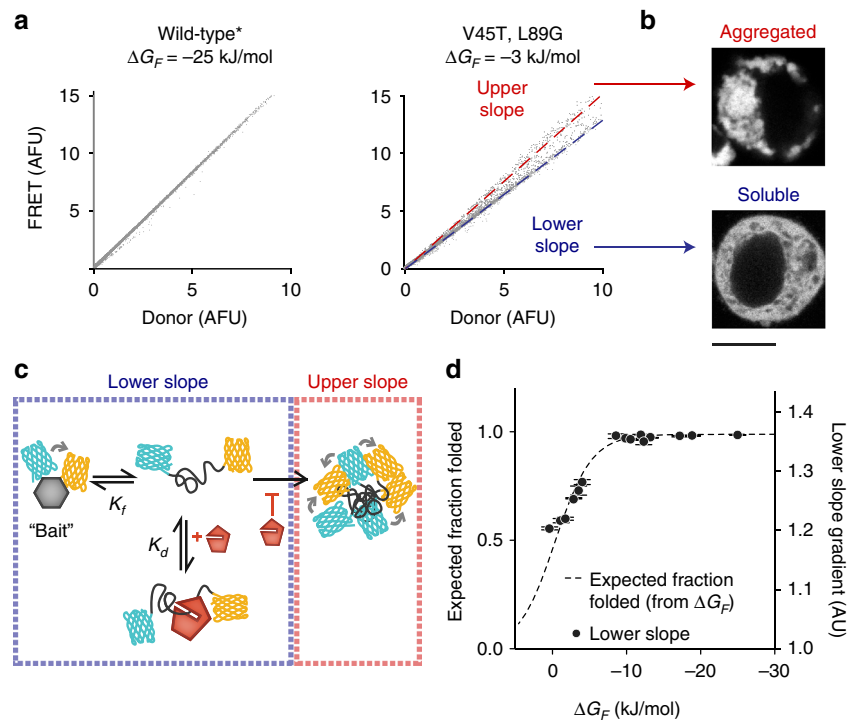 a
Wild-type*
ΔG_F = −25 kJ/mol
V45T, L89G
ΔG_F = −3 kJ/mol
15
10
5
0
0
10
FRET (AFU)
Donor (AFU)
15
10
5
0
0
5
10
Upper
slope
Lower
slope
Donor (AFU)
b
Aggregated
Soluble
c
Lower slope
Upper slope
"Bait"
K_f
K_d
+
d
Expected fraction folded
1.0
0.5
0.0
1.4
1.3
1.2
1.1
1.0
Lower slope gradient (AU)
Expected fraction
folded (from ΔG_F)
Lower slope
0
−10
−20
−30
ΔG_F (kJ/mol)